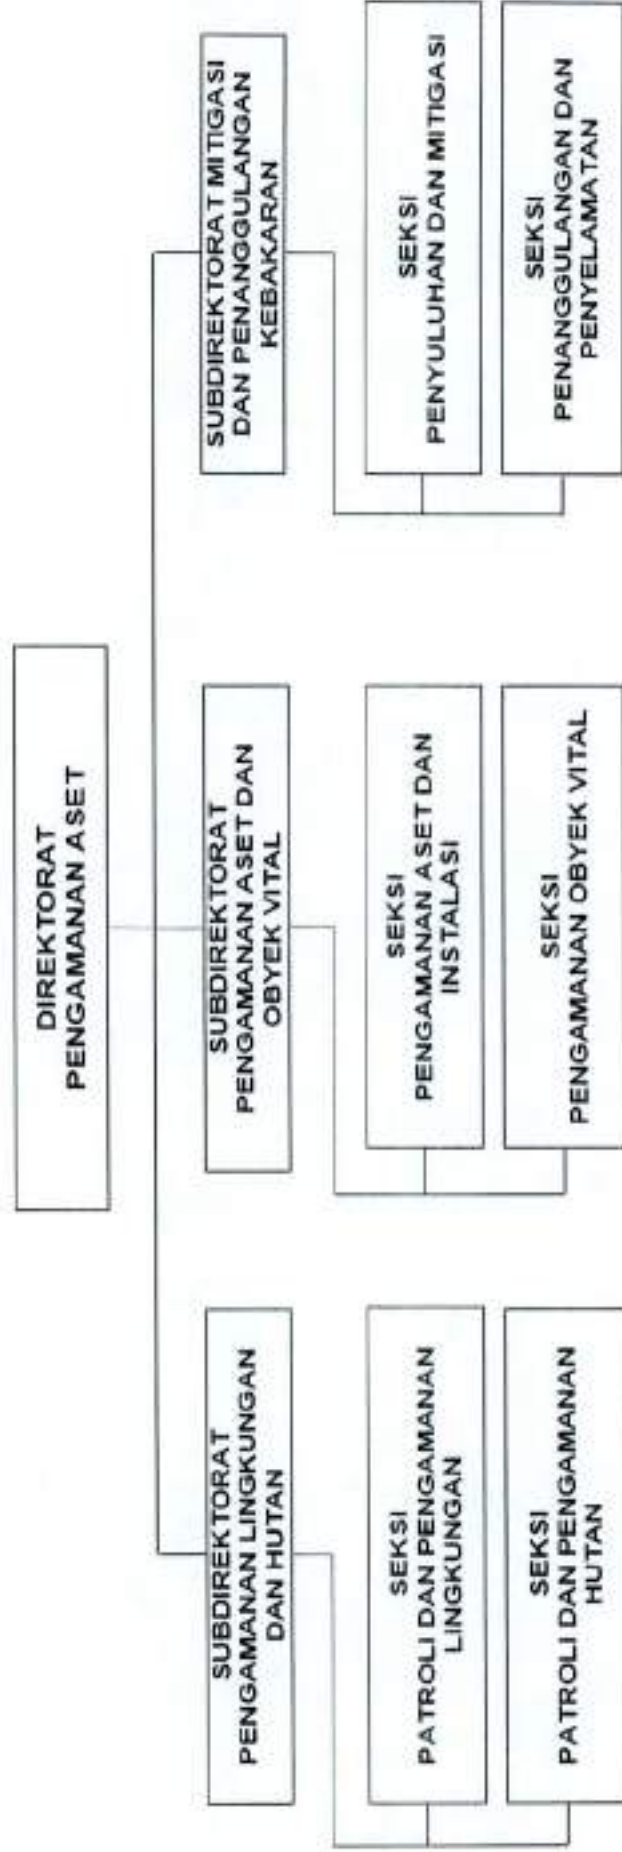 DIREKTORAT
PENGAMANAN ASET
SUBDIREKTORAT
PENGAMANAN LINGKUNGAN
DAN HUTAN
SEKSI
PATROLI DAN PENGAMANAN
LINGKUNGAN
SEKSI
PATROLI DAN PENGAMANAN
HUTAN
SUBDIREKTORAT
PENGAMANAN ASET DAN
OBYEK VITAL
SEKSI
PENGAMANAN ASET DAN
INSTALASI
SEKSI
PENGAMANAN OBYEK VITAL
SUBDIREKTORAT MITIGASI
DAN PENANGGULANGAN
KEBAKARAN
SEKSI
PENYULUHAN DAN MITIGASI
SEKSI
PENANGGULANGAN DAN
PENYELAMATAN